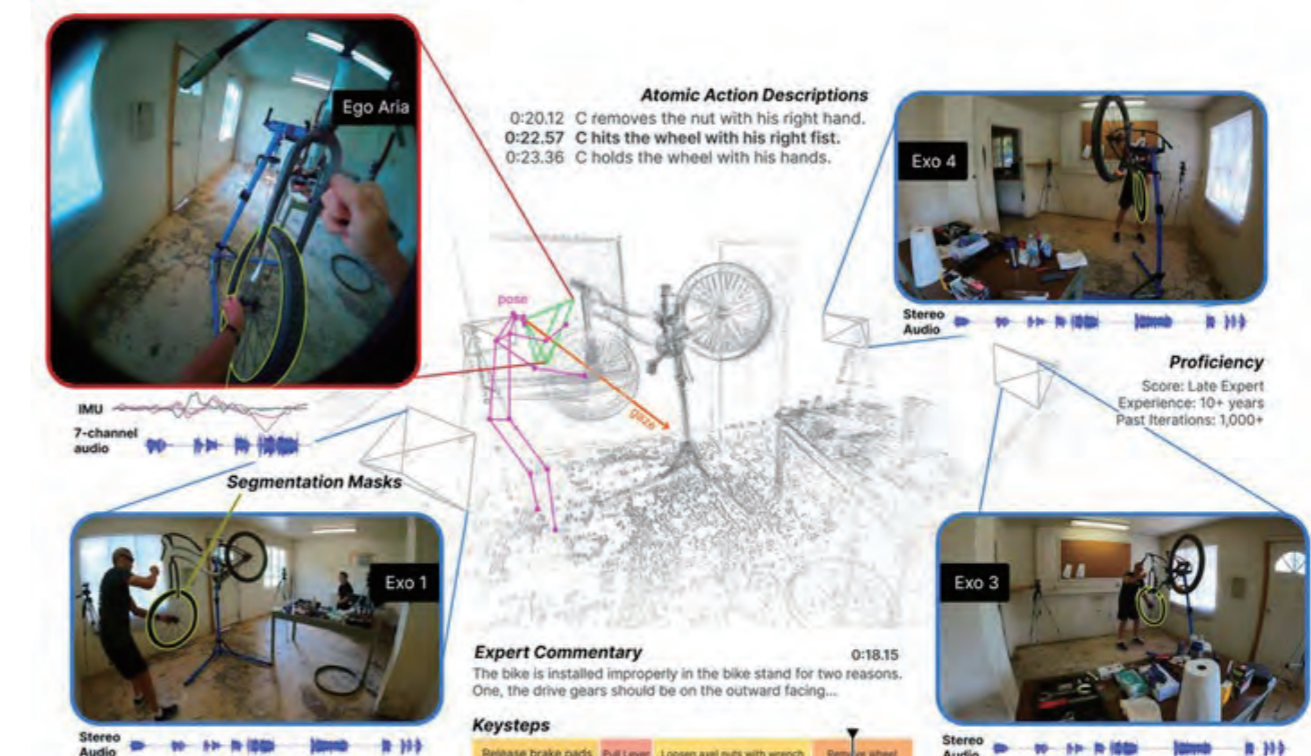 Ego Aria
Atomic Action Descriptions
0:20.12 C removes the nut with his right hand.
0:22.57 C hits the wheel with his right fist.
0:23.36 C holds the wheel with his hands.
Exo 4
Stereo
Audio
pose
gaze
Proficiency
Score: Late Expert
Experience: 10+ years
Past Iterations: 1,000+
IMU
7-channel
audio
Segmentation Masks
Exo 1
Exo 3
Expert Commentary 0:18.15
The bike is installed improperly in the bike stand for two reasons.
One, the drive gears should be on the outward facing...
Keysteps
Release brake pads Pull Lever Loosen axel nuts with wrench Remove wheel
Stereo
Audio
Stereo
Audio